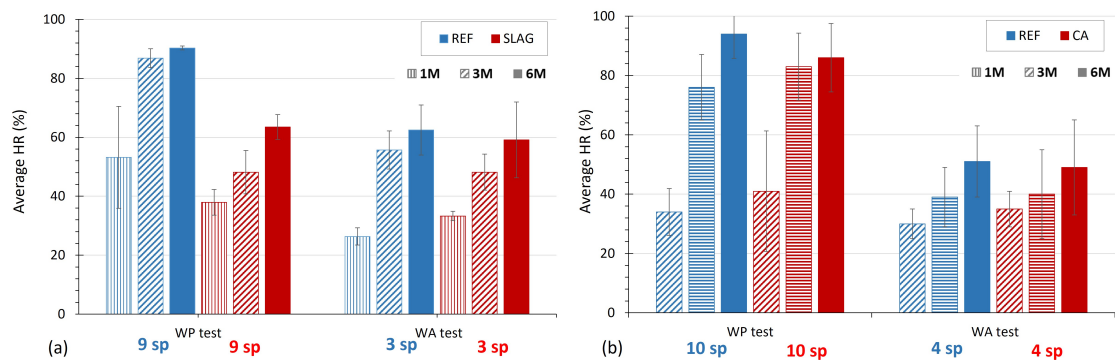 100
80
60
40
20
0
Average HR (%)
REF SLAG
1M 3M 6M
WP test WA test
9 sp 9 sp 3 sp 3 sp
(a)
100
80
60
40
20
0
Average HR (%)
REF CA
1M 3M 6M
WP test WA test
10 sp 10 sp 4 sp 4 sp
(b)